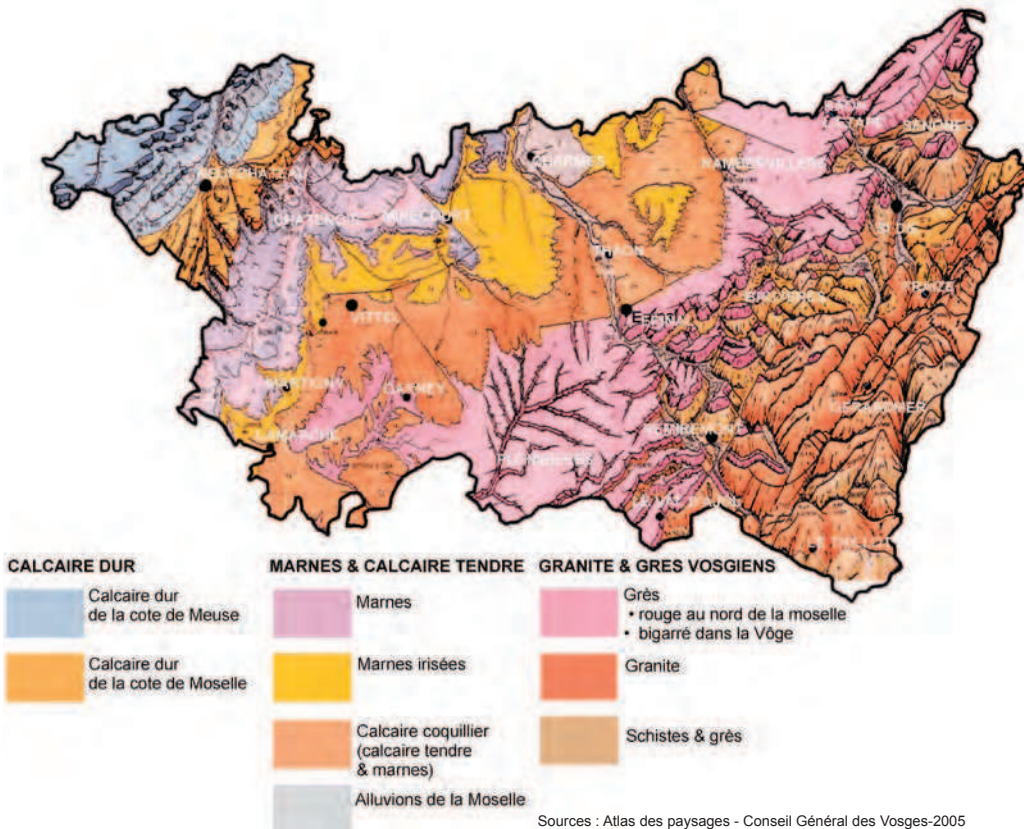 NEUFCHATEAU
CHATENOIS
MIRECOURT
CHARMES
RAMBERVILLERS
SENONES
THAON
ST DIE
FRAIZE
BRUYERES
VITTEL
MARTIGNY
DARNEY
LAMARCHE
GERARDMER
REMIREMONT
PLOMBIERES
LE THILLOT
CALCAIRE DUR
Calcaire dur
de la cote de Meuse
Calcaire dur
de la cote de Moselle
MARNES & CALCAIRE TENDRE
Marnes
Marnes irisées
Calcaire coquillier
(calcaire tendre
& marnes)
Alluvions de la Moselle
GRANITE & GRES VOSGIENS
Grès
• rouge au nord de la moselle
• bigarré dans la Vôge
Granite
Schistes & grès
Sources : Atlas des paysages - Conseil Général des Vosges-2005